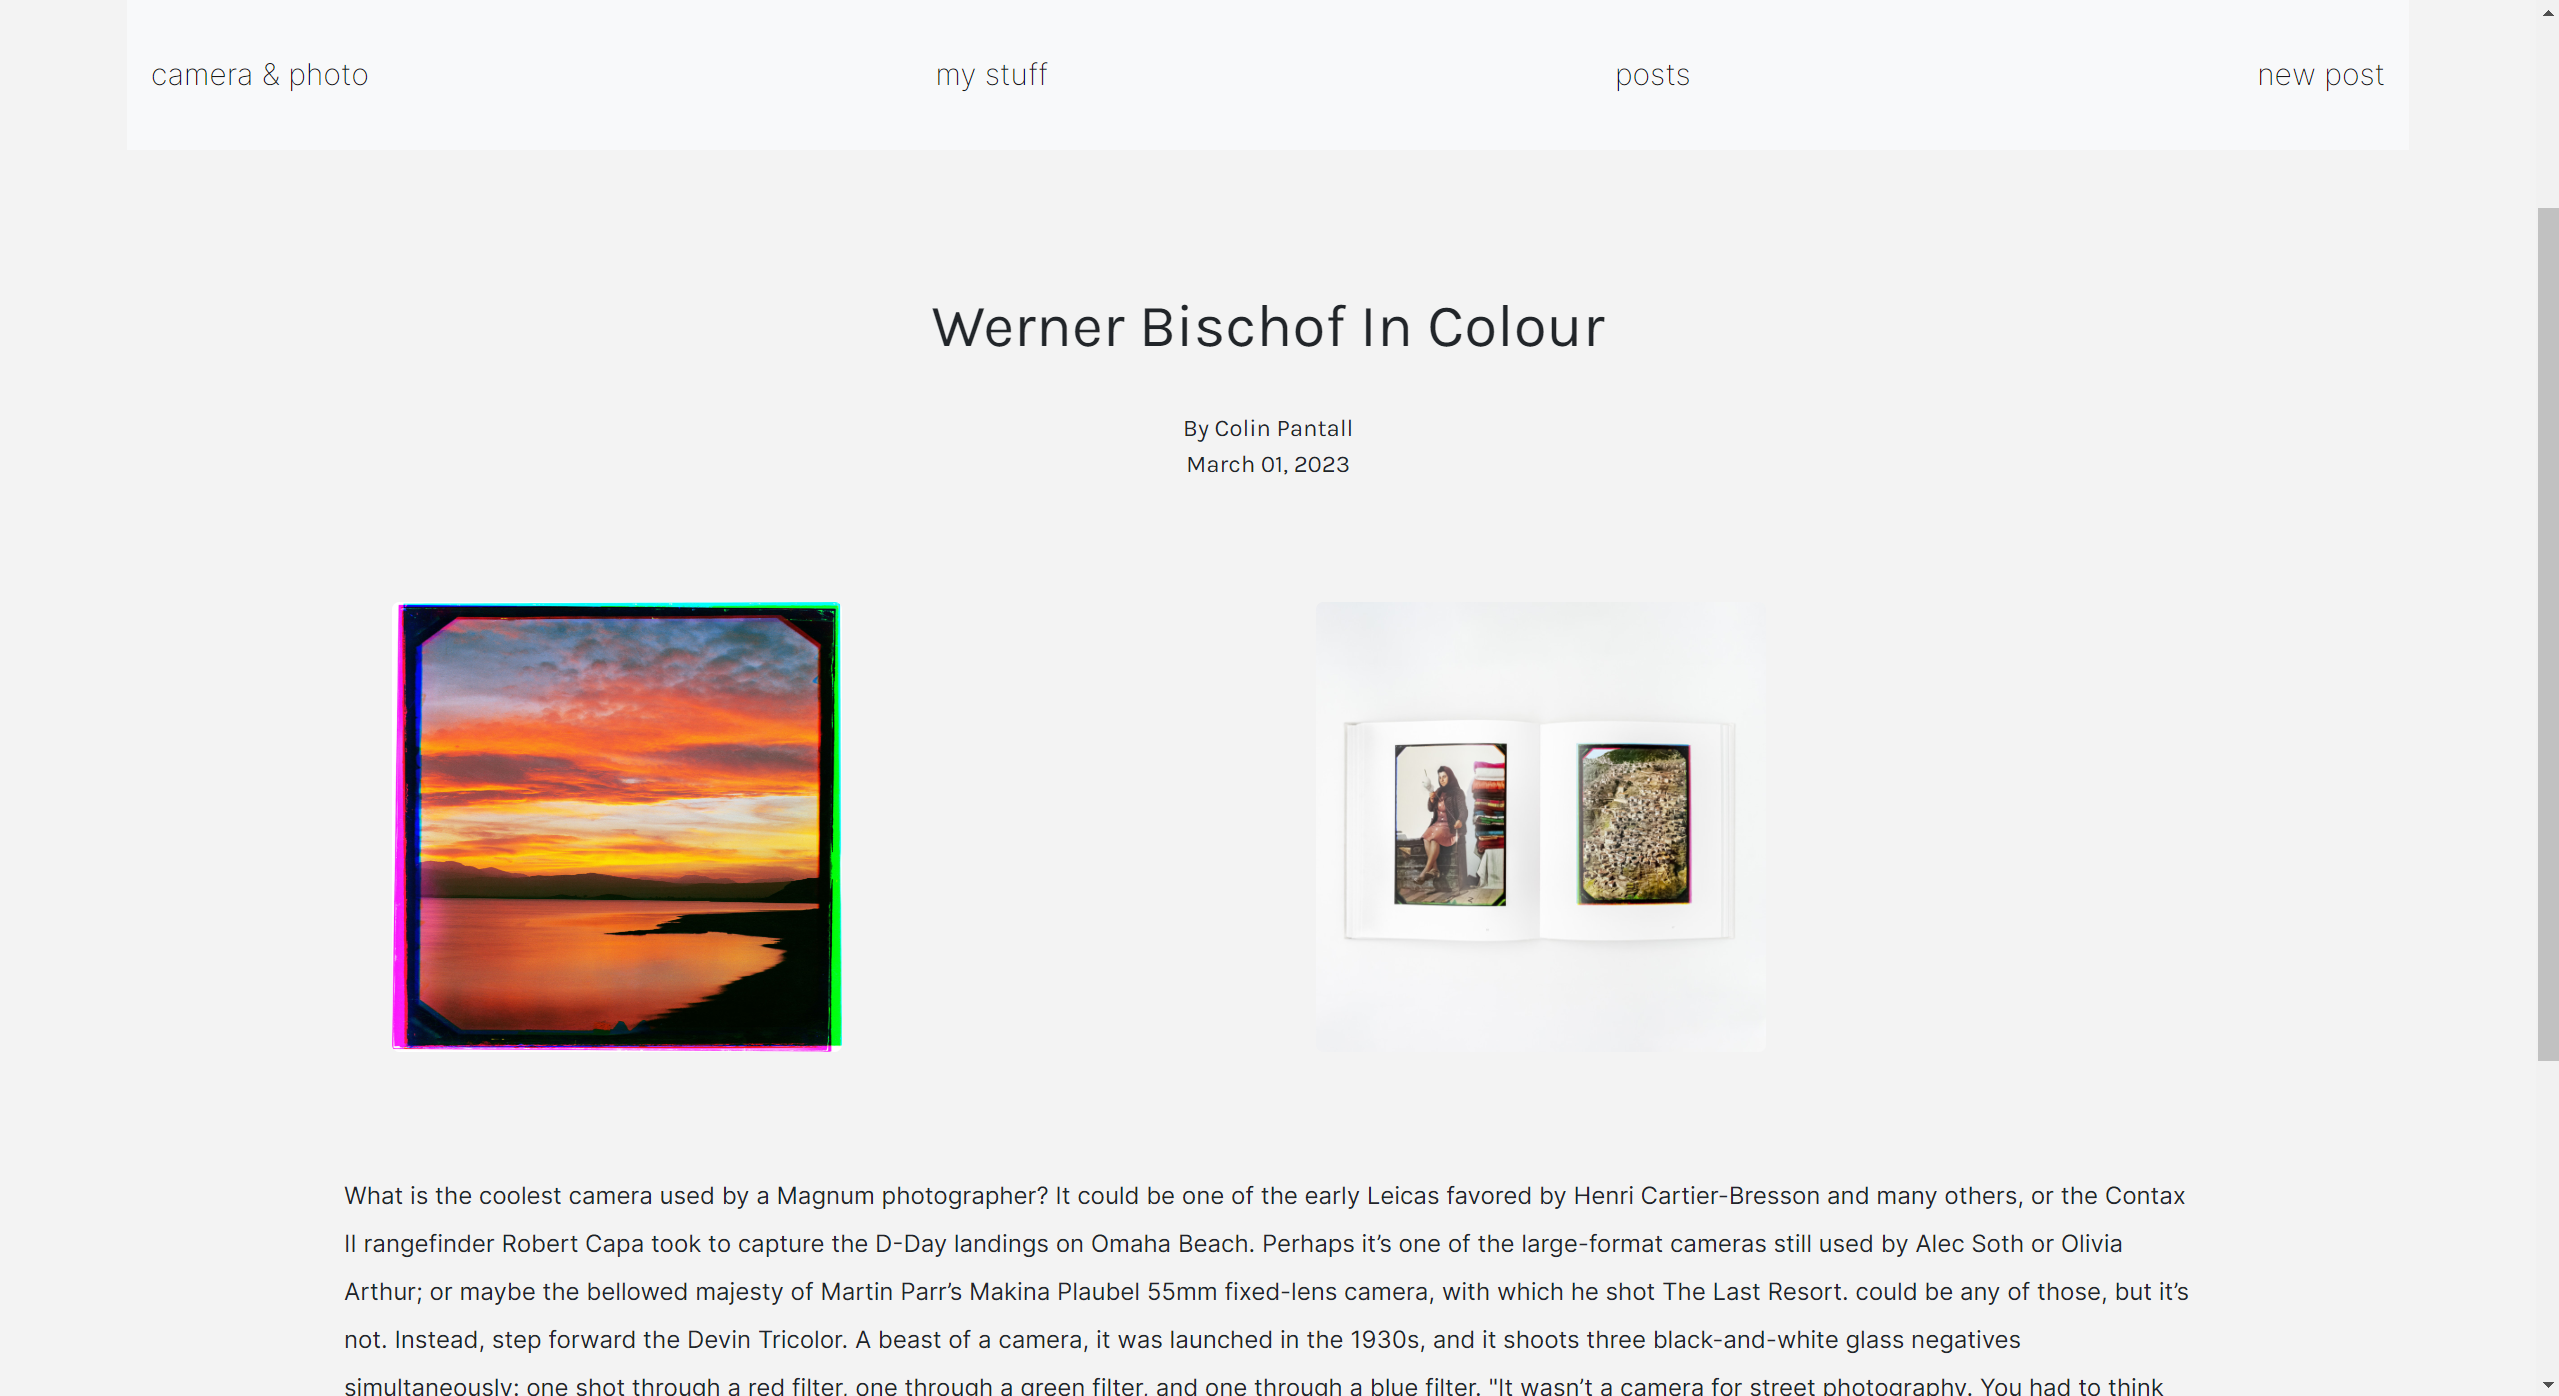 camera & photo
my stuff
posts
new post
Werner Bischof In Colour
By Colin Pantall
March 01, 2023
What is the coolest camera used by a Magnum photographer? It could be one of the early Leicas favored by Henri Cartier-Bresson and many others, or the Contax
II rangefinder Robert Capa took to capture the D-Day landings on Omaha Beach. Perhaps it’s one of the large-format cameras still used by Alec Soth or Olivia
Arthur; or maybe the bellowed majesty of Martin Parr’s Makina Plaubel 55mm fixed-lens camera, with which he shot The Last Resort. could be any of those, but it’s
not. Instead, step forward the Devin Tricolor. A beast of a camera, it was launched in the 1930s, and it shoots three black-and-white glass negatives
simultaneously: one shot through a red filter, one through a green filter, and one through a blue filter. "It wasn’t a camera for street photography. You had to think